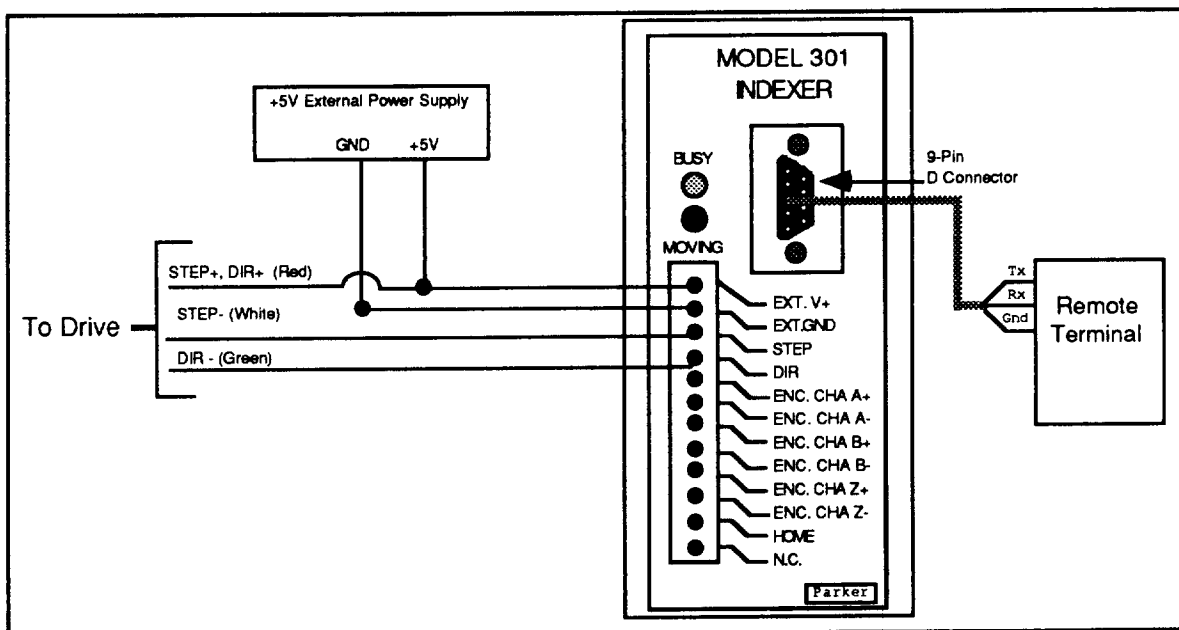 MODEL 301
INDEXER
+5V External Power Supply
GND
+5V
BUSY
MOVING
9-Pin
D Connector
To Drive
STEP+, DIR+ (Red)
STEP- (White)
DIR - (Green)
EXT. V+
EXT.GND
STEP
DIR
ENC. CHA A+
ENC. CHA A-
ENC. CHA B+
ENC. CHA B-
ENC. CHA Z+
ENC. CHA Z-
HOME
N.C.
Tx
Rx
Gnd
Remote
Terminal
Parker